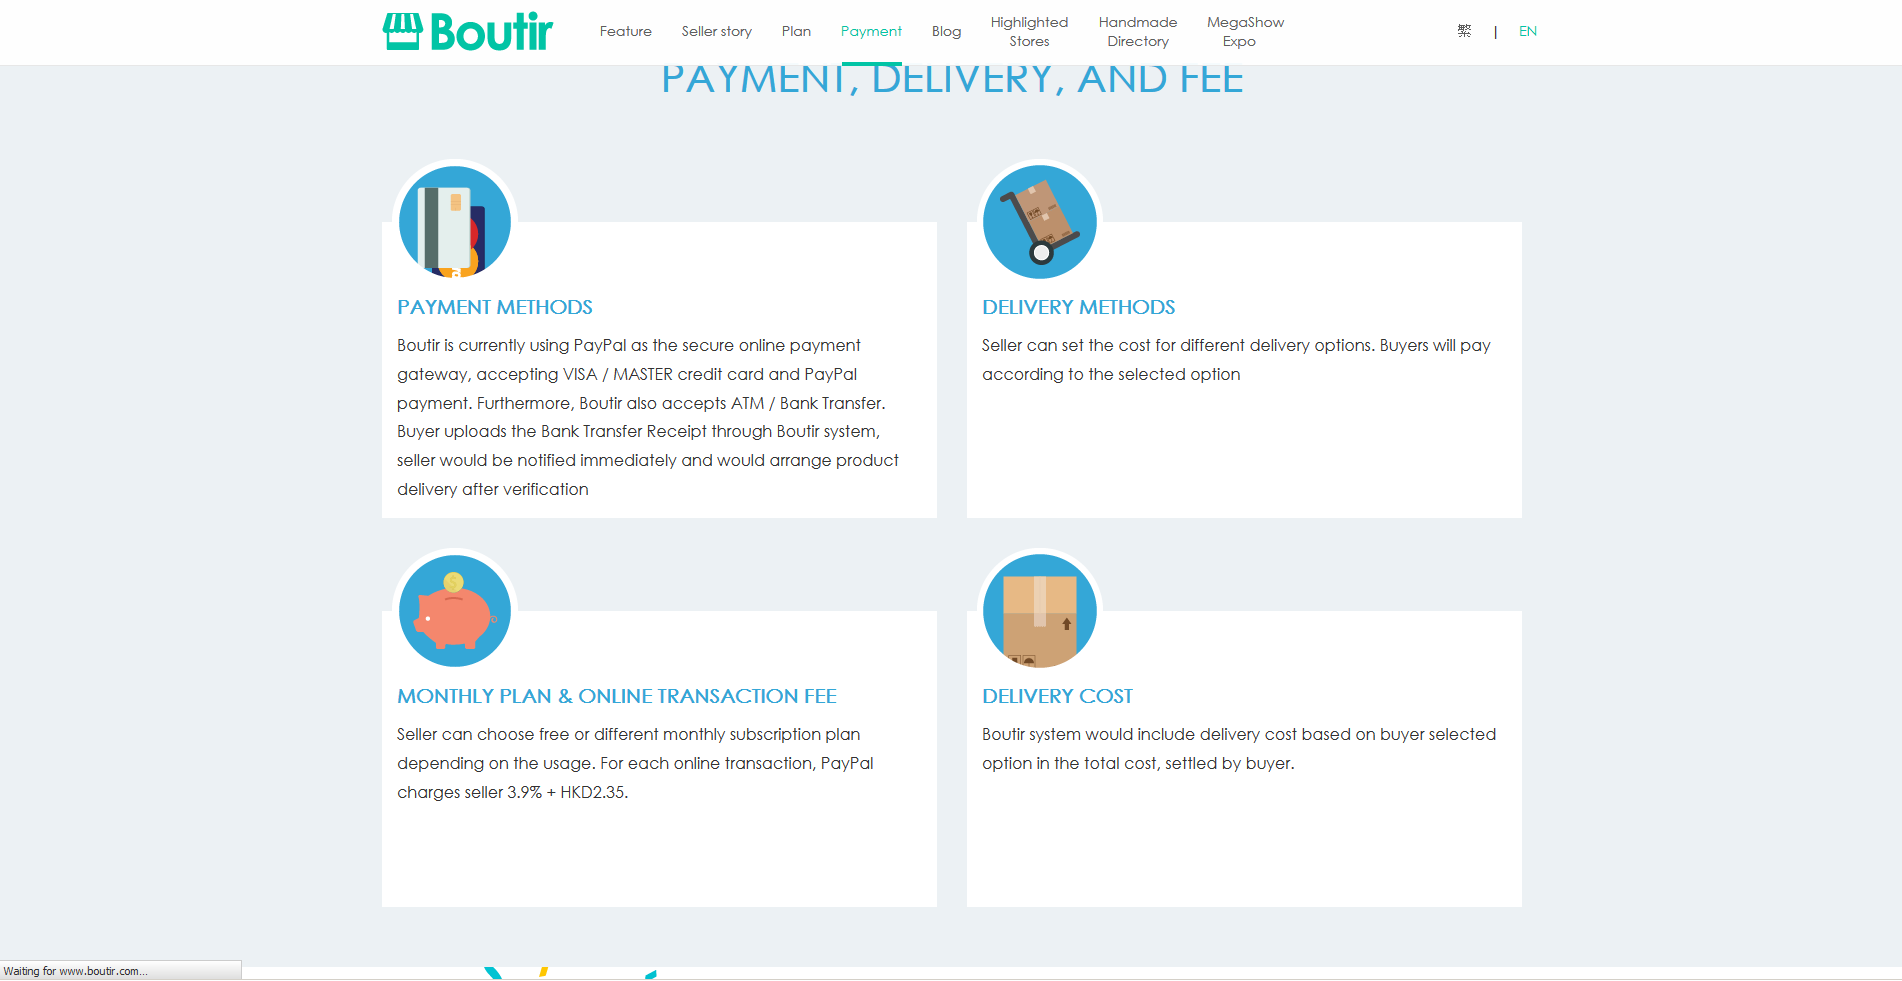 Boutir
Feature
Seller story
Plan
Payment
Blog
Highlighted
Stores
Handmade
Directory
MegaShow
Expo
繁
|
EN
PAYMENT, DELIVERY, AND FEE
PAYMENT METHODS
Boutir is currently using PayPal as the secure online payment
gateway, accepting VISA / MASTER credit card and PayPal
payment. Furthermore, Boutir also accepts ATM / Bank Transfer.
Buyer uploads the Bank Transfer Receipt through Boutir system,
seller would be notified immediately and would arrange product
delivery after verification
DELIVERY METHODS
Seller can set the cost for different delivery options. Buyers will pay
according to the selected option
MONTHLY PLAN & ONLINE TRANSACTION FEE
Seller can choose free or different monthly subscription plan
depending on the usage. For each online transaction, PayPal
charges seller 3.9% + HKD2.35.
DELIVERY COST
Boutir system would include delivery cost based on buyer selected
option in the total cost, settled by buyer.
Waiting for www.boutir.com...